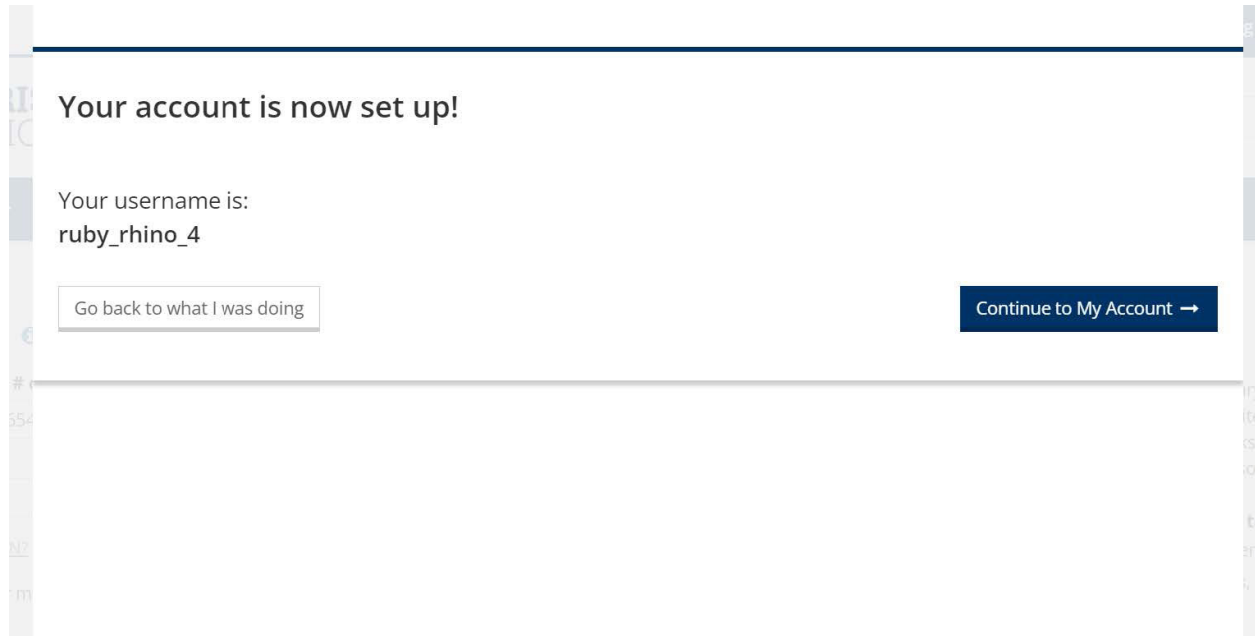 Your account is now set up!
Your username is:
ruby_rhino_4
Go back to what I was doing
Continue to My Account →